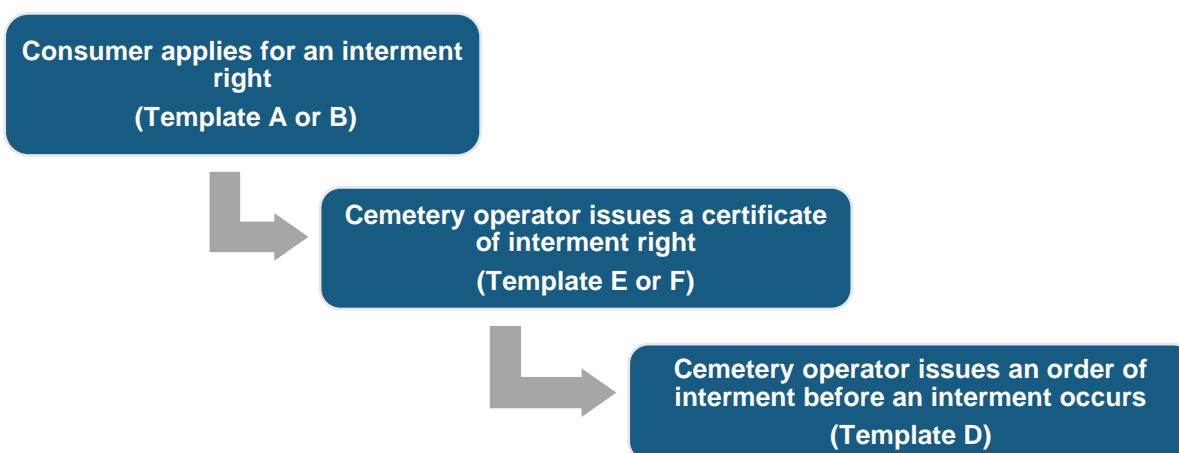 Consumer applies for an interment
right
(Template A or B)
Cemetery operator issues a certificate
of interment right
(Template E or F)
Cemetery operator issues an order of
interment before an interment occurs
(Template D)